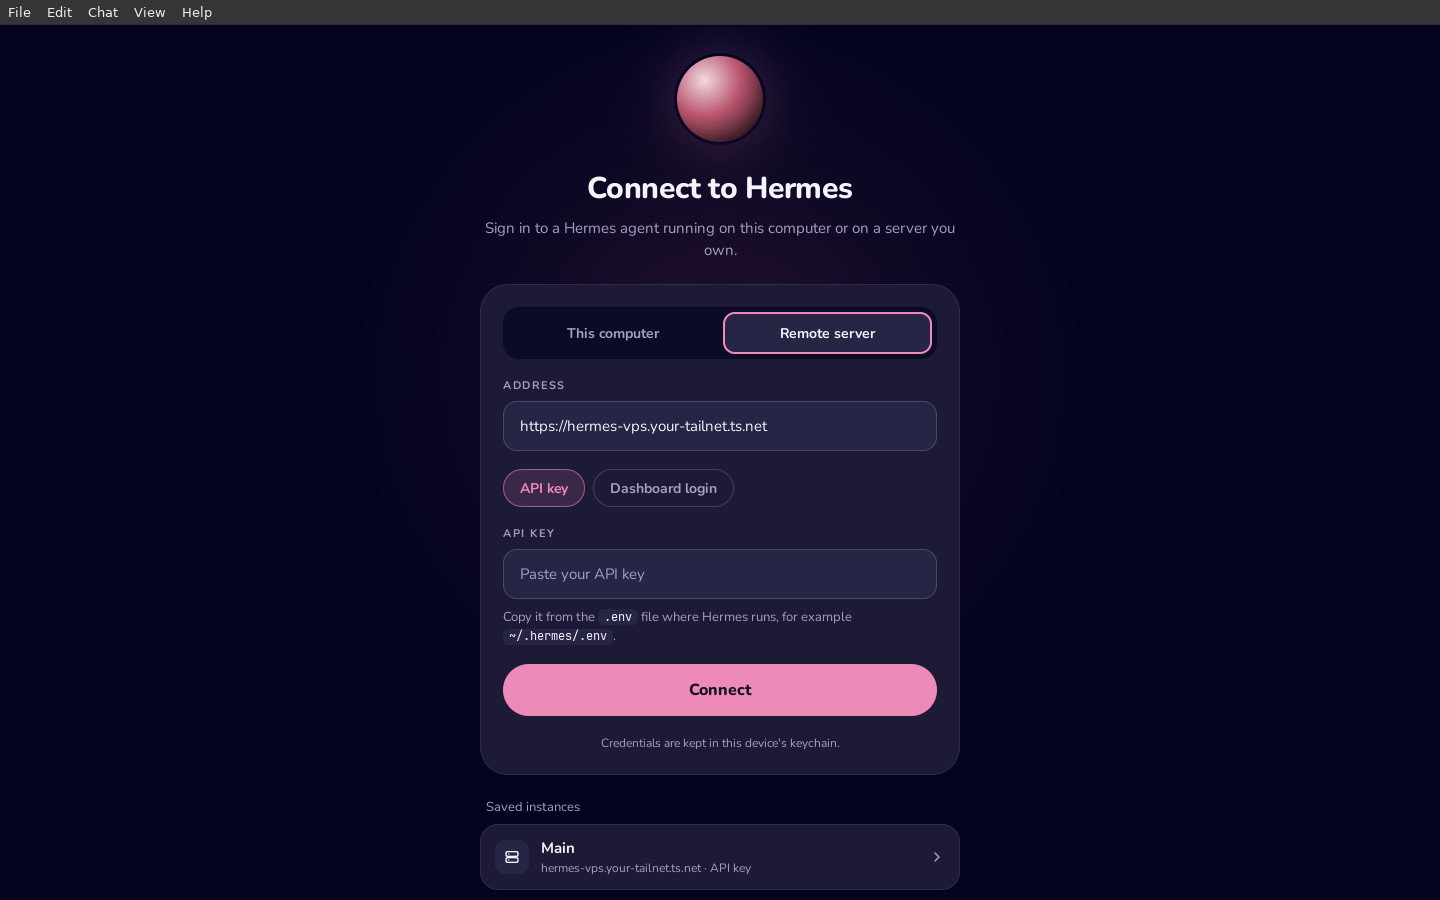 File Edit Chat View Help
Connect to Hermes
Sign in to a Hermes agent running on this computer or on a server you
own.
This computer
Remote server
ADDRESS
https://hermes-vps.your-tailnet.ts.net
API key
Dashboard login
API KEY
Paste your API key
Copy it from the .env file where Hermes runs, for example
~/.hermes/.env.
Connect
Credentials are kept in this device's keychain.
Saved instances
Main
hermes-vps.your-tailnet.ts.net · API key